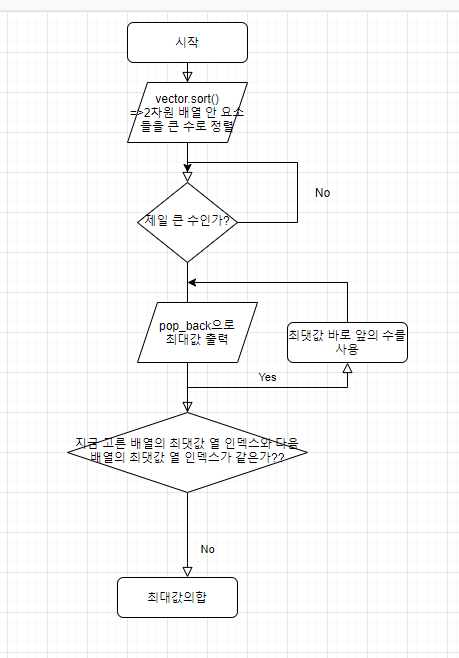 시작
vector.sort()
=>2차원 배열 안 요소
들을 큰 수로 정렬
No
제일 큰 수인가?
pop_back으로
최대값 출력
최댓값 바로 앞의 수를
사용
Yes
지금 고른 배열의 최댓값 열 인덱스와 다음
배열의 최댓값 열 인덱스가 같은가??
No
최대값의합